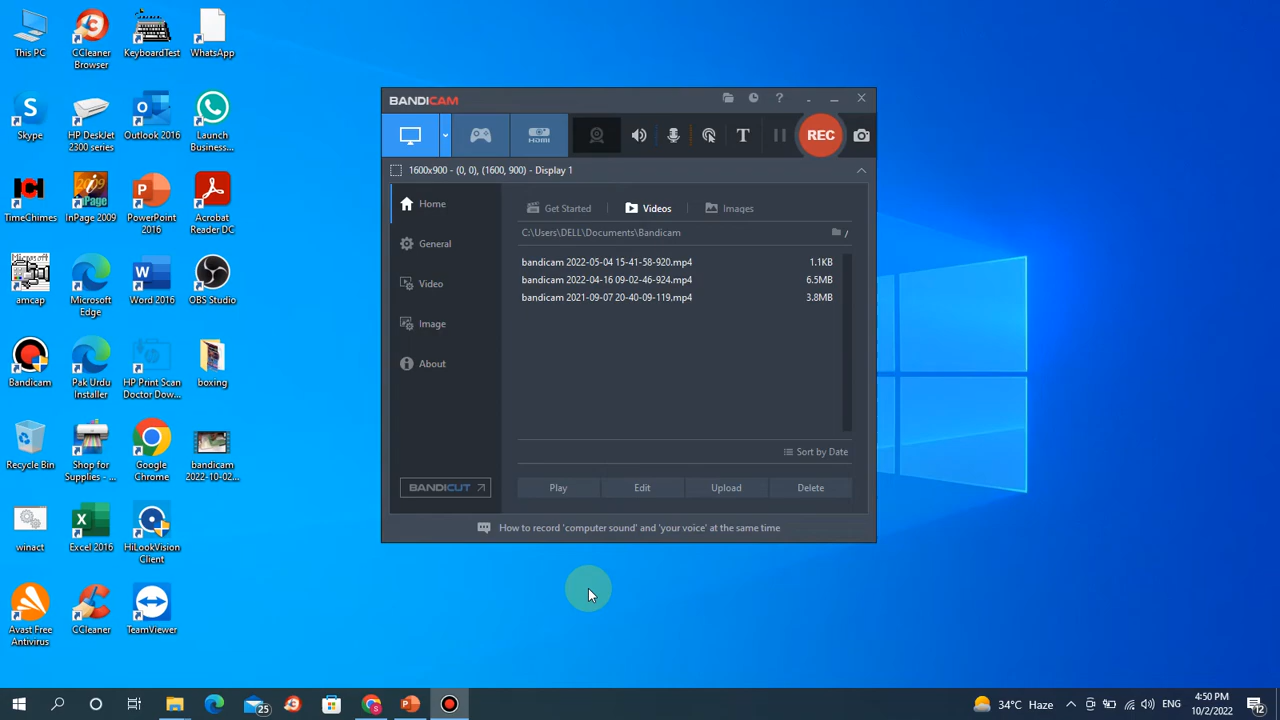 This PC
CCleaner
Browser
KeyboardTest
WhatsApp
Skype
HP DeskJet
2300 series
Outlook 2016
Launch
Business...
TimeChimes
InPage 2009
PowerPoint
2016
Acrobat
Reader DC
amcap
Microsoft
Edge
Word 2016
OBS Studio
Bandicam
Pak Urdu
Installer
HP Print Scan
Doctor Dow...
boxing
Recycle Bin
Shop for
Supplies - ...
Google
Chrome
bandicam
2022-10-02...
winact
Excel 2016
HiLookVision
Client
Avast Free
Antivirus
CCleaner
TeamViewer
BANDICAM
HDMI
REC
1600x900 - (0, 0), (1600, 900) - Display 1
Home
General
Video
Image
About
BANDICUT
Get Started
Videos
Images
C:\Users\DELL\Documents\Bandicam
bandicam 2022-05-04 15-41-58-920.mp4 1.1KB
bandicam 2022-04-16 09-02-46-924.mp4 6.5MB
bandicam 2021-09-07 20-40-09-119.mp4 3.8MB
Sort by Date
Play Edit Upload Delete
How to record 'computer sound' and 'your voice' at the same time
25
34°C Haze
ENG
4:50 PM
10/2/2022
12